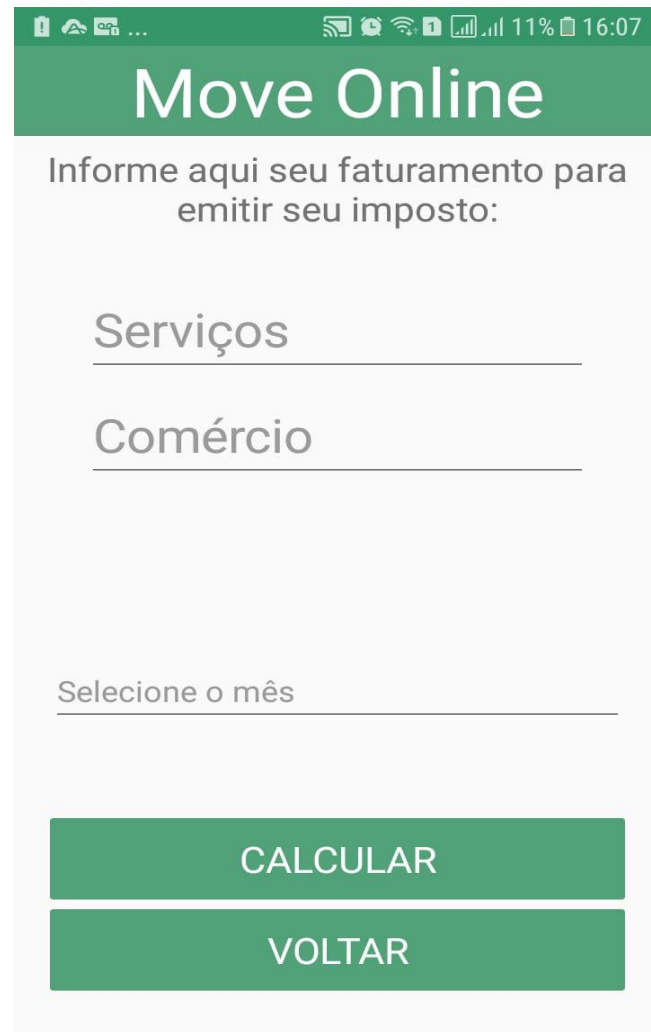 ... 1 11% 16:07
Move Online
Informe aqui seu faturamento para
emitir seu imposto:
Serviços
Comércio
Selecione o mês
CALCULAR
VOLTAR